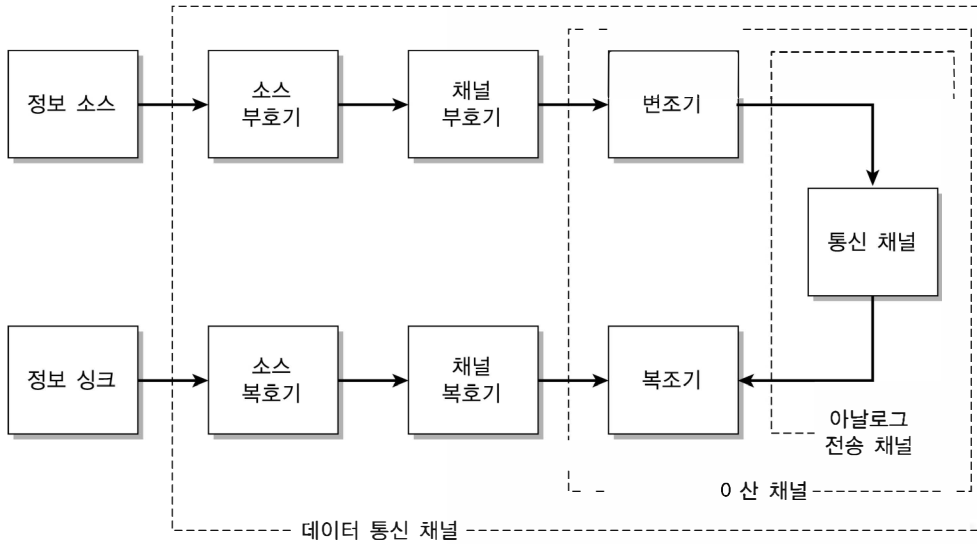 정보 소스
소스
부호기
채널
부호기
변조기
통신 채널
정보 싱크
소스
복호기
채널
복호기
복조기
아날로그
전송 채널
이산 채널
데이터 통신 채널